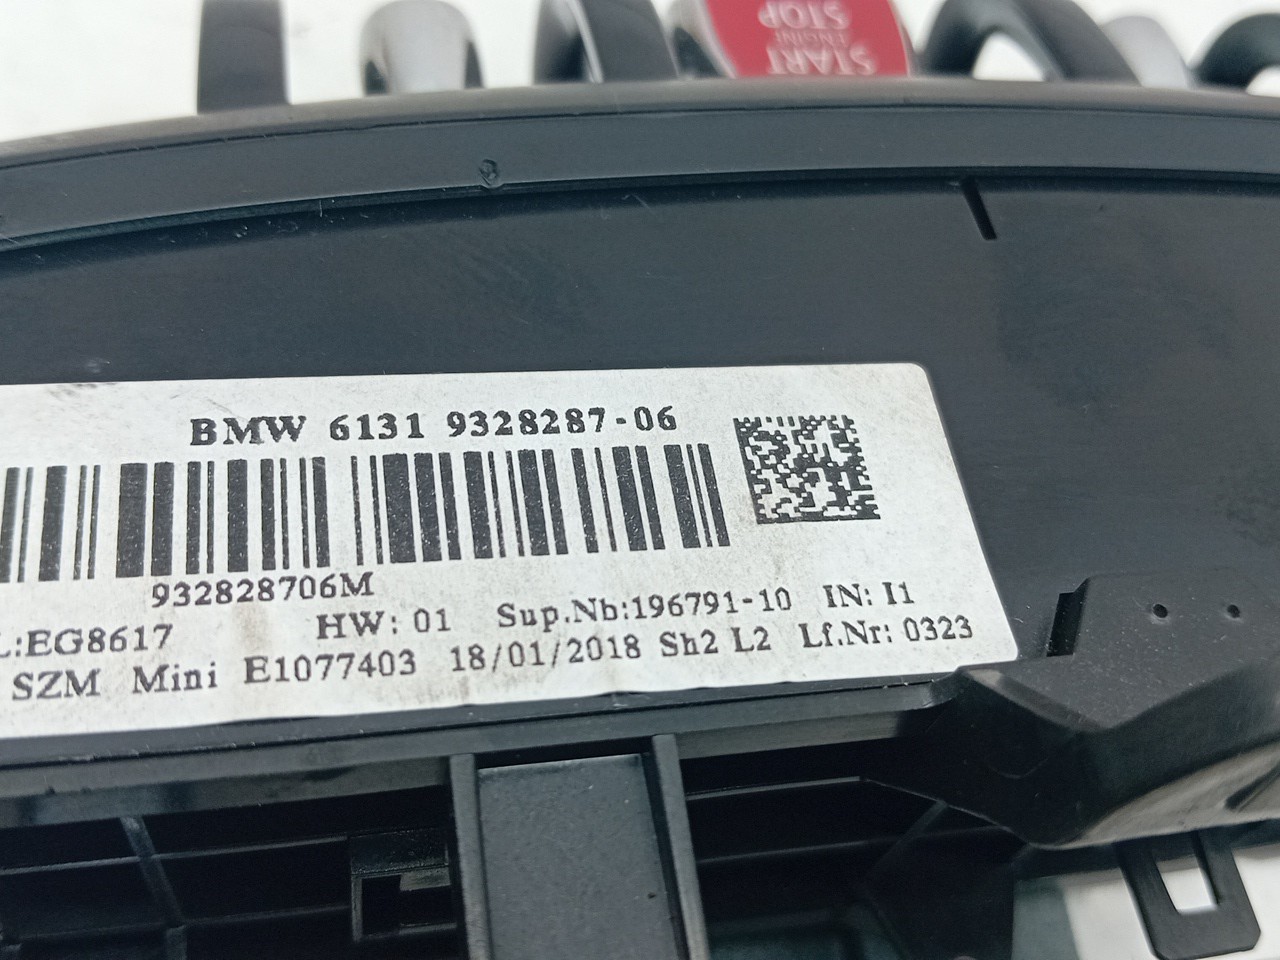 START
ENGINE
STOP
BMW 6131 9328287-06
932828706M
L:EG8617 HW: 01 Sup.Nb:196791-10 IN: I1
SZM Mini E1077403 18/01/2018 Sh2 L2 Lf.Nr: 0323